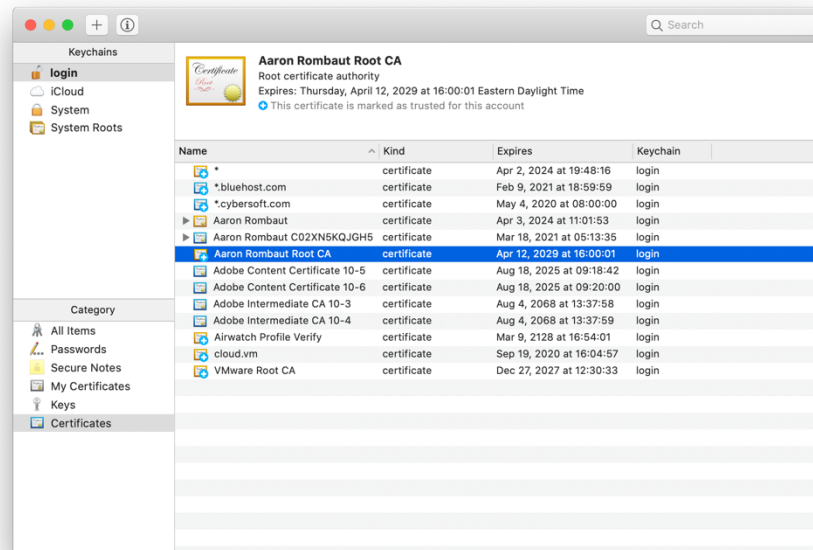 Search
Keychains
login
iCloud
System
System Roots
Certificate
Root
Aaron Rombaut Root CA
Root certificate authority
Expires: Thursday, April 12, 2029 at 16:00:01 Eastern Daylight Time
This certificate is marked as trusted for this account
Name Kind Expires Keychain
* certificate Apr 2, 2024 at 19:48:16 login
*.bluehost.com certificate Feb 9, 2021 at 18:59:59 login
*.cybersoft.com certificate May 4, 2020 at 08:00:00 login
Aaron Rombaut certificate Apr 3, 2024 at 11:01:53 login
Aaron Rombaut C02XN5KQJGH5 certificate Mar 18, 2021 at 05:13:35 login
Aaron Rombaut Root CA certificate Apr 12, 2029 at 16:00:01 login
Adobe Content Certificate 10-5 certificate Aug 18, 2025 at 09:18:42 login
Adobe Content Certificate 10-6 certificate Aug 18, 2025 at 09:20:00 login
Adobe Intermediate CA 10-3 certificate Aug 4, 2068 at 13:37:58 login
Adobe Intermediate CA 10-4 certificate Aug 4, 2068 at 13:37:59 login
Airwatch Profile Verify certificate Mar 9, 2128 at 16:54:01 login
cloud.vm certificate Sep 19, 2020 at 16:04:57 login
VMware Root CA certificate Dec 27, 2027 at 12:30:33 login
Category
All Items
Passwords
Secure Notes
My Certificates
Keys
Certificates